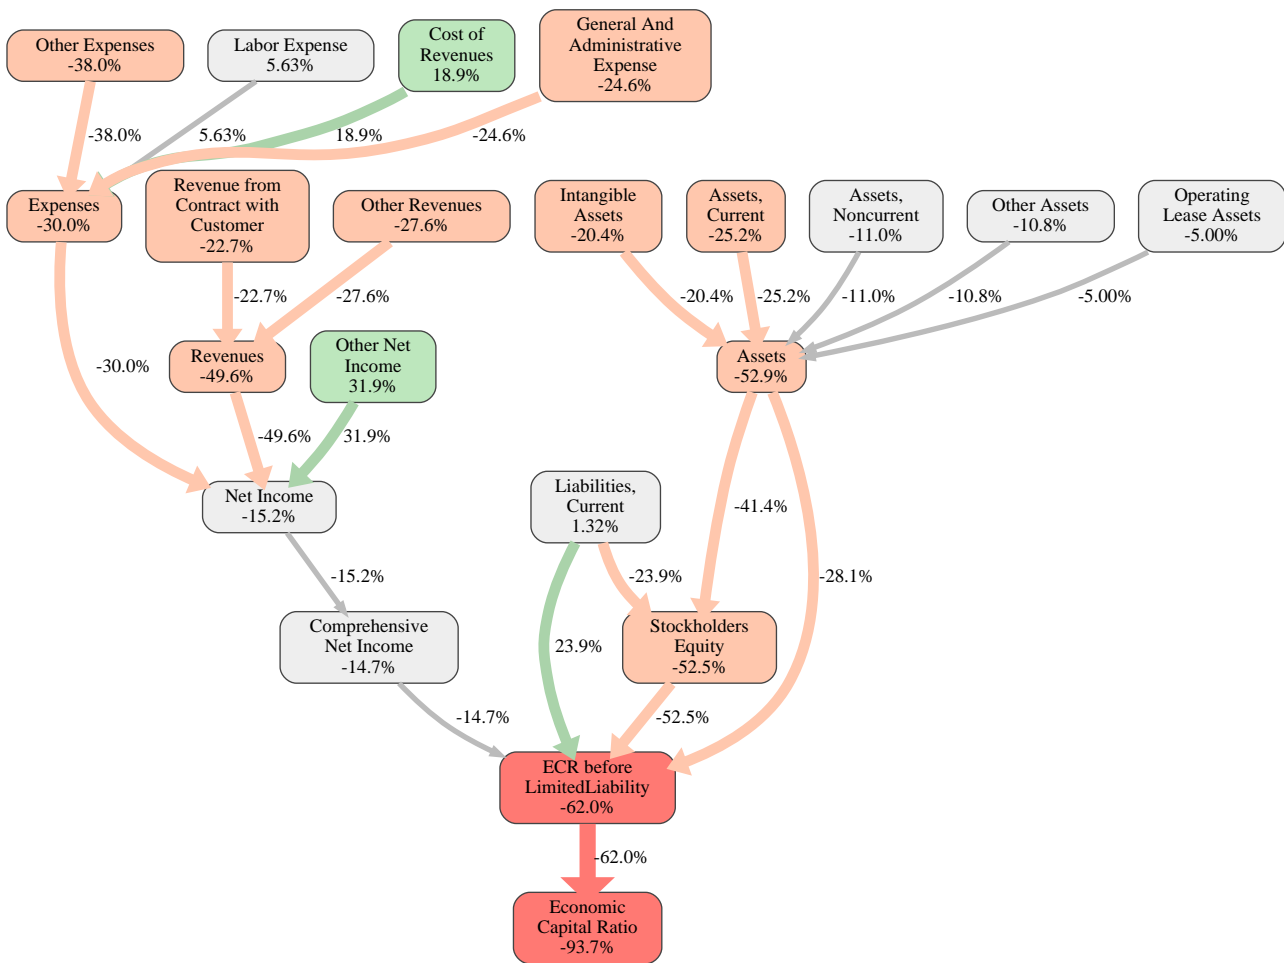 Other Expenses
-38.0%
Labor Expense
5.63%
Cost of
Revenues
18.9%
General And
Administrative
Expense
-24.6%
-38.0%
5.63%
18.9%
-24.6%
Expenses
-30.0%
Revenue from
Contract with
Customer
-22.7%
Other Revenues
-27.6%
Intangible
Assets
-20.4%
Assets,
Current
-25.2%
Assets,
Noncurrent
-11.0%
Other Assets
-10.8%
Operating
Lease Assets
-5.00%
-22.7%
-27.6%
-20.4%
-25.2%
-11.0%
-10.8%
-5.00%
-30.0%
Revenues
-49.6%
Other Net
Income
31.9%
Assets
-52.9%
-49.6%
31.9%
Net Income
-15.2%
Liabilities,
Current
1.32%
-41.4%
-15.2%
-23.9%
-28.1%
Comprehensive
Net Income
-14.7%
23.9%
Stockholders
Equity
-52.5%
-14.7%
-52.5%
ECR before
LimitedLiability
-62.0%
-62.0%
Economic
Capital Ratio
-93.7%